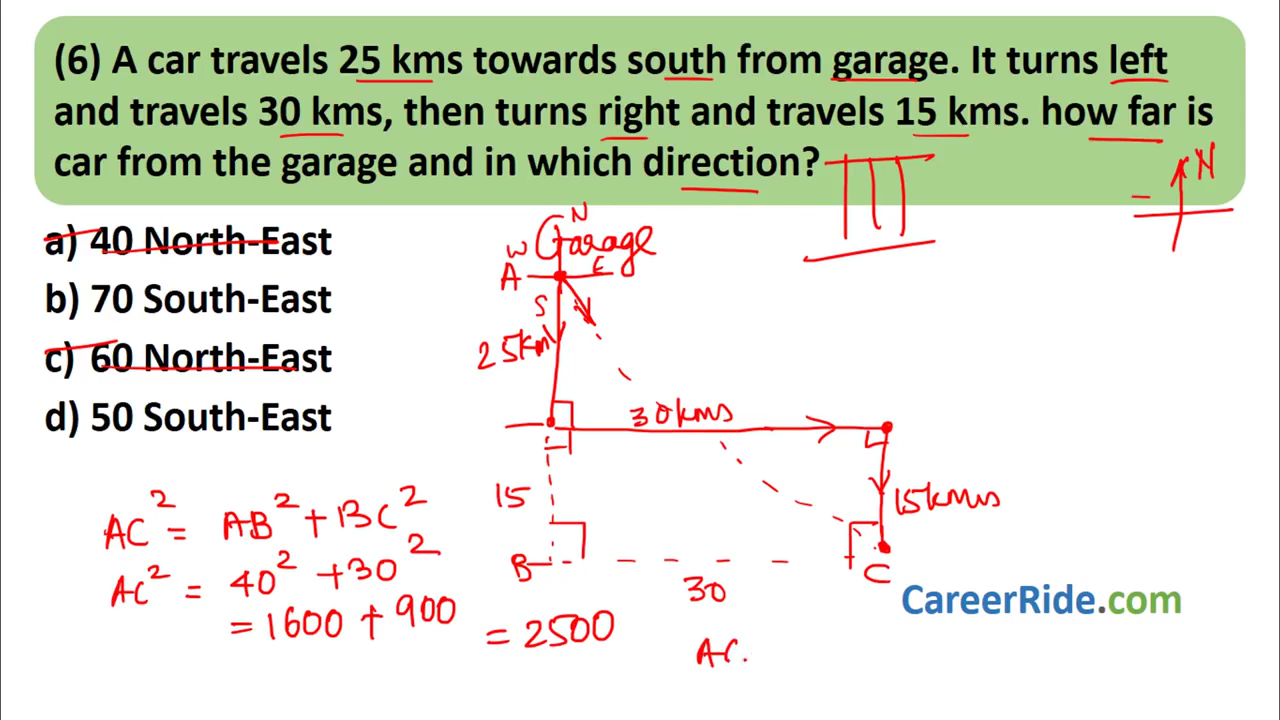 (6) A car travels 25 kms towards south from garage. It turns left
and travels 30 kms, then turns right and travels 15 kms. how far is
car from the garage and in which direction?
N
a) 40 North-East
b) 70 South-East
c) 60 North-East
d) 50 South-East
N
W Garage
A E
S
25km
30kms
15
15kms
B
C
30
AC² = AB² + BC²
AC² = 40² + 30²
= 1600 + 900 = 2500
AC.
CareerRide.com